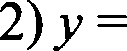 2) y =